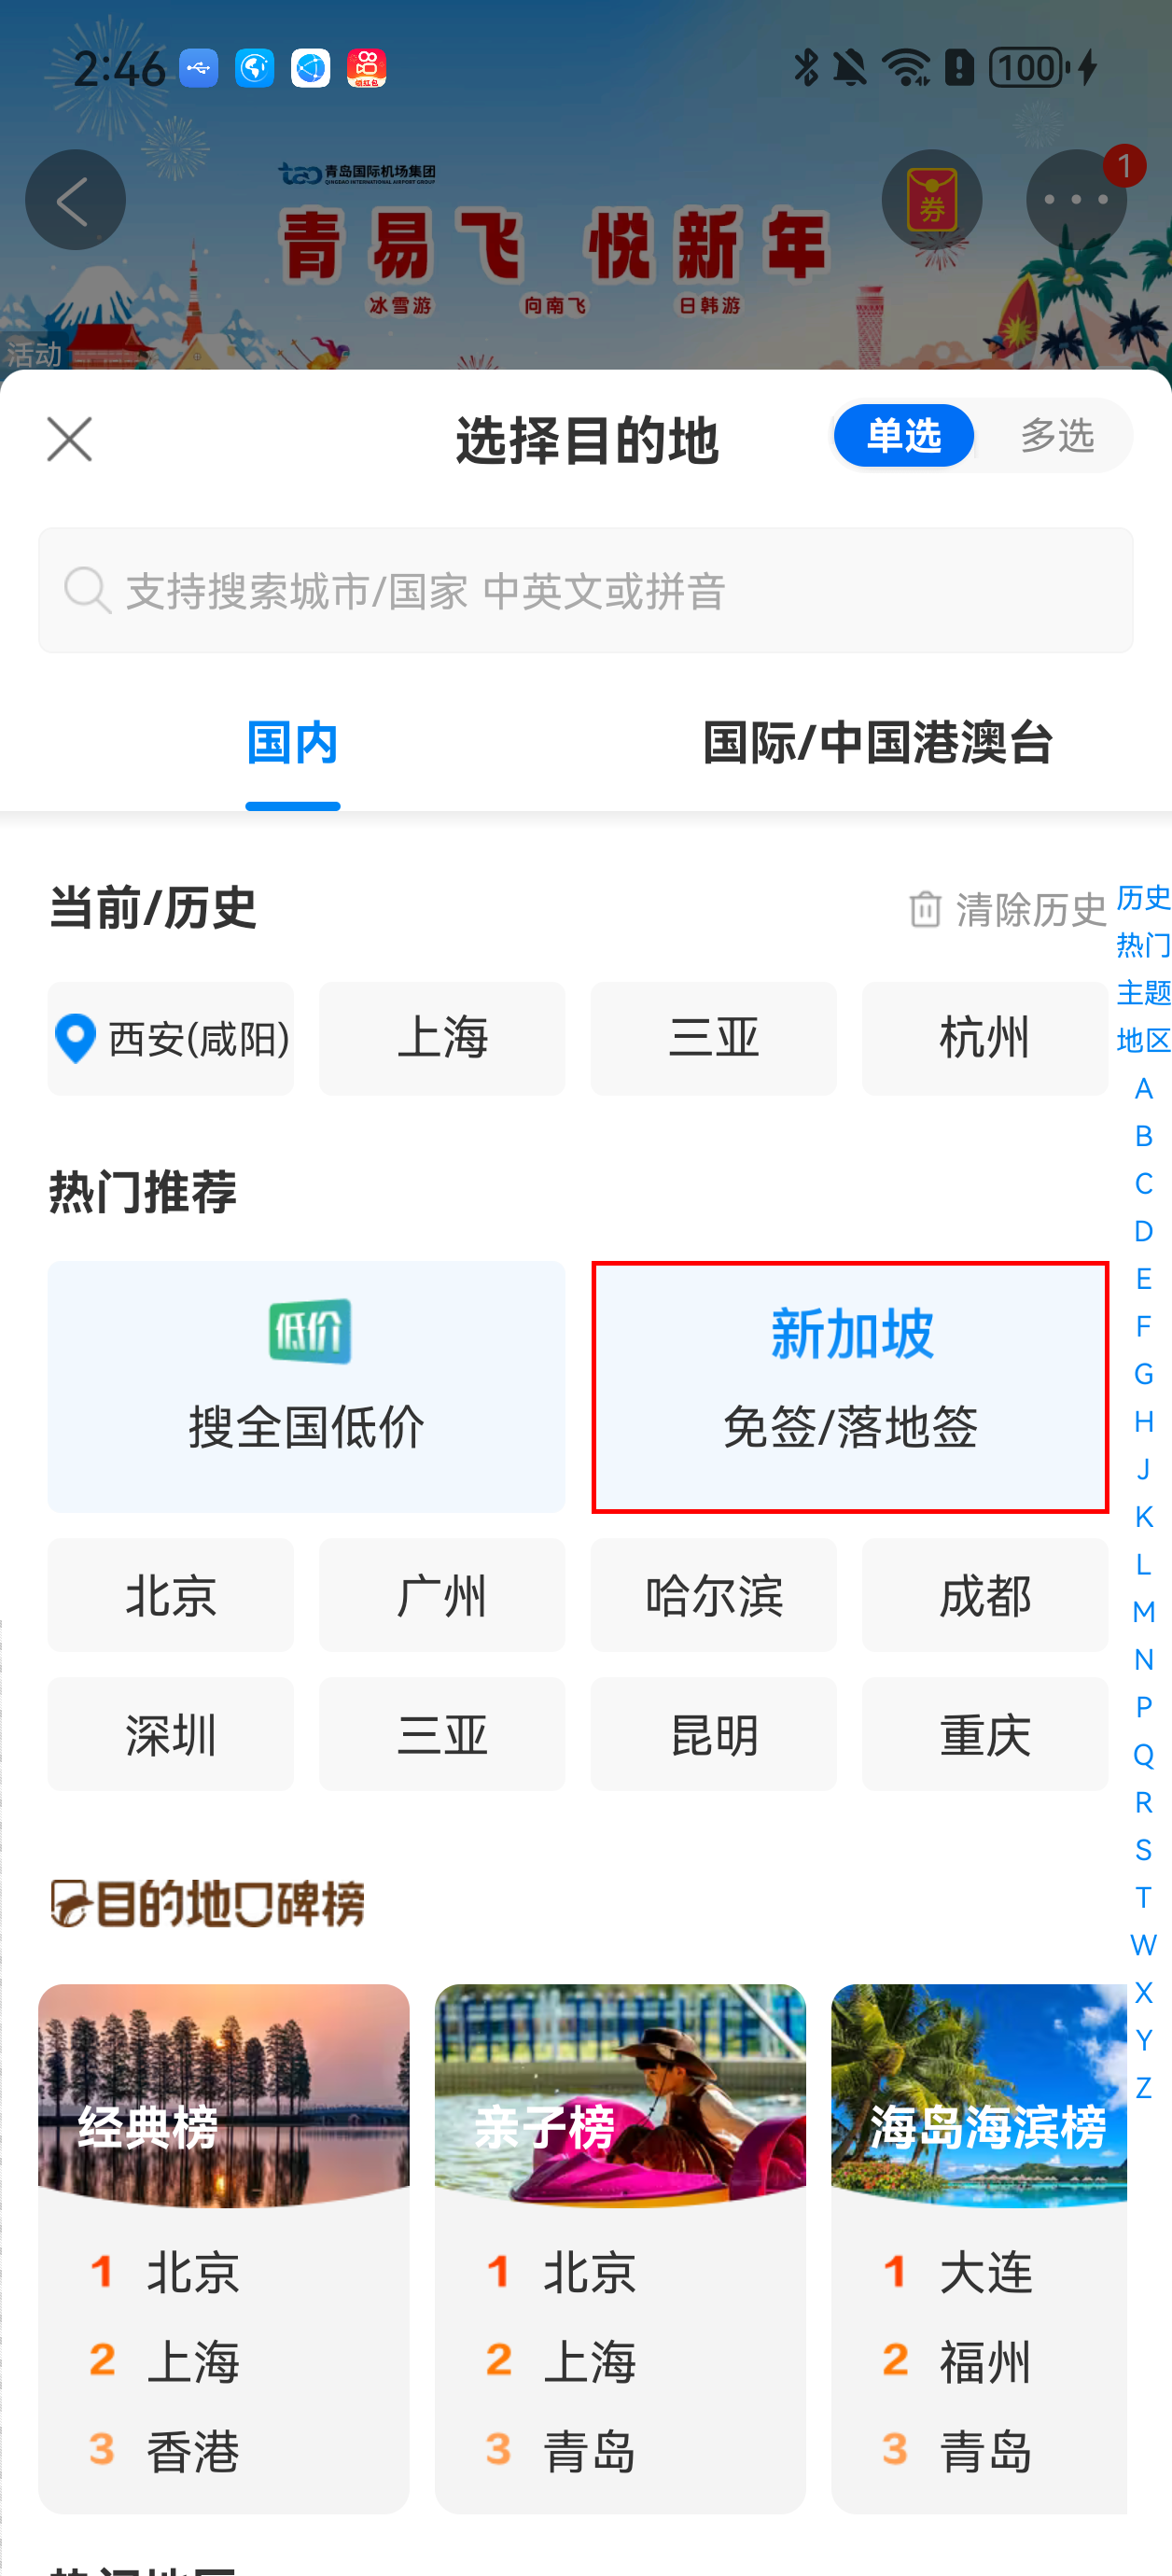 2:46
领红包
100
青岛国际机场集团
QINGDAO INTERNATIONAL AIRPORT GROUP
券
1
青易飞 悦新年
冰雪游 向南飞 日韩游
活动
选择目的地
单选 多选
支持搜索城市/国家 中英文或拼音
国内 国际/中国港澳台
当前/历史
清除历史
西安(咸阳) 上海 三亚 杭州
热门推荐
低价
搜全国低价
新加坡
免签/落地签
北京 广州 哈尔滨 成都
深圳 三亚 昆明 重庆
目的地口碑榜
经典榜
1 北京
2 上海
3 香港
亲子榜
1 北京
2 上海
3 青岛
海岛海滨榜
1 大连
2 福州
3 青岛
热门地区
历史
热门
主题
地区
A
B
C
D
E
F
G
H
J
K
L
M
N
P
Q
R
S
T
W
X
Y
Z